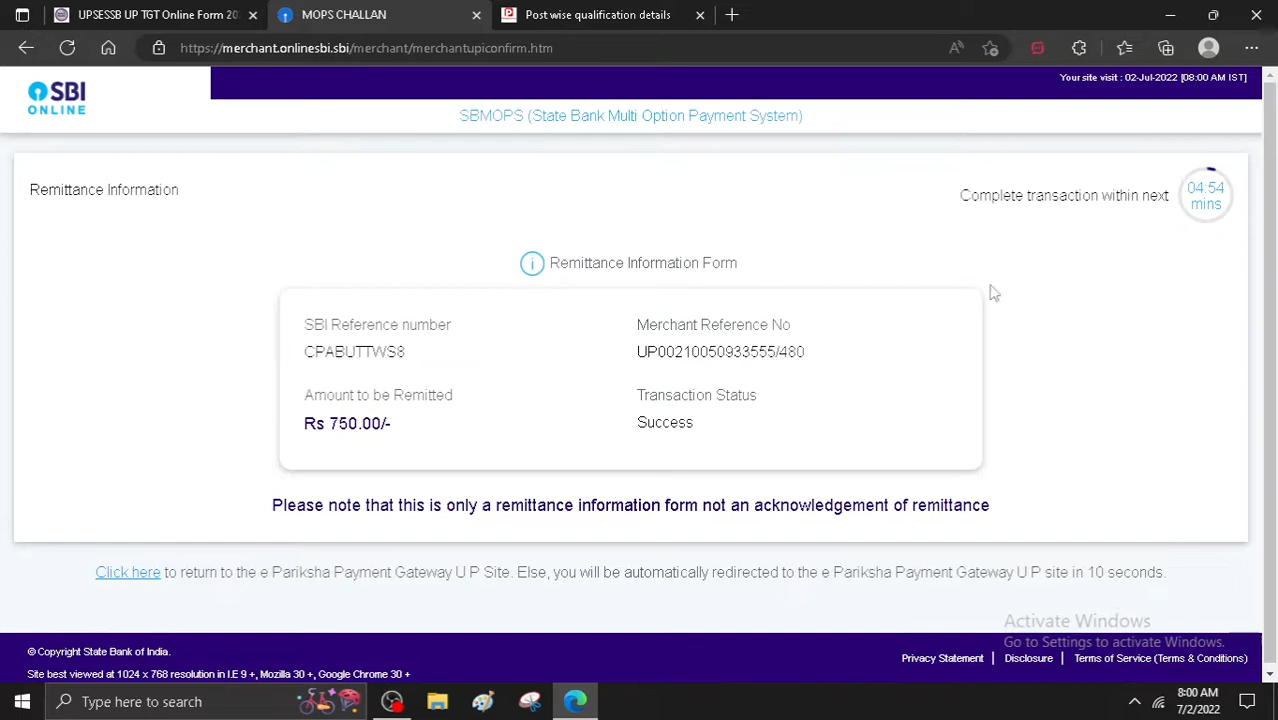 UPSESSB UP TGT Online Form 20
MOPS CHALLAN
Post wise qualification details
https://merchant.onlinesbi.sbi/merchant/merchantupiconfirm.htm
Your site visit : 02-Jul-2022 [08:00 AM IST]
SBI
ONLINE
SBMOPS (State Bank Multi Option Payment System)
Remittance Information
Complete transaction within next
04:54
mins
Remittance Information Form
SBI Reference number
Merchant Reference No
CPABUTTWS8
UP00210050933555/480
Amount to be Remitted
Transaction Status
Rs 750.00/-
Success
Please note that this is only a remittance information form not an acknowledgement of remittance
Click here to return to the e Pariksha Payment Gateway U P Site. Else, you will be automatically redirected to the e Pariksha Payment Gateway U P site in 10 seconds.
Activate Windows
Go to Settings to activate Windows.
© Copyright State Bank of India.
Privacy Statement | Disclosure | Terms of Service (Terms & Conditions)
Site best viewed at 1024 x 768 resolution in I.E 9 +, Mozilla 30 +, Google Chrome 30 +
Type here to search
8:00 AM
7/2/2022